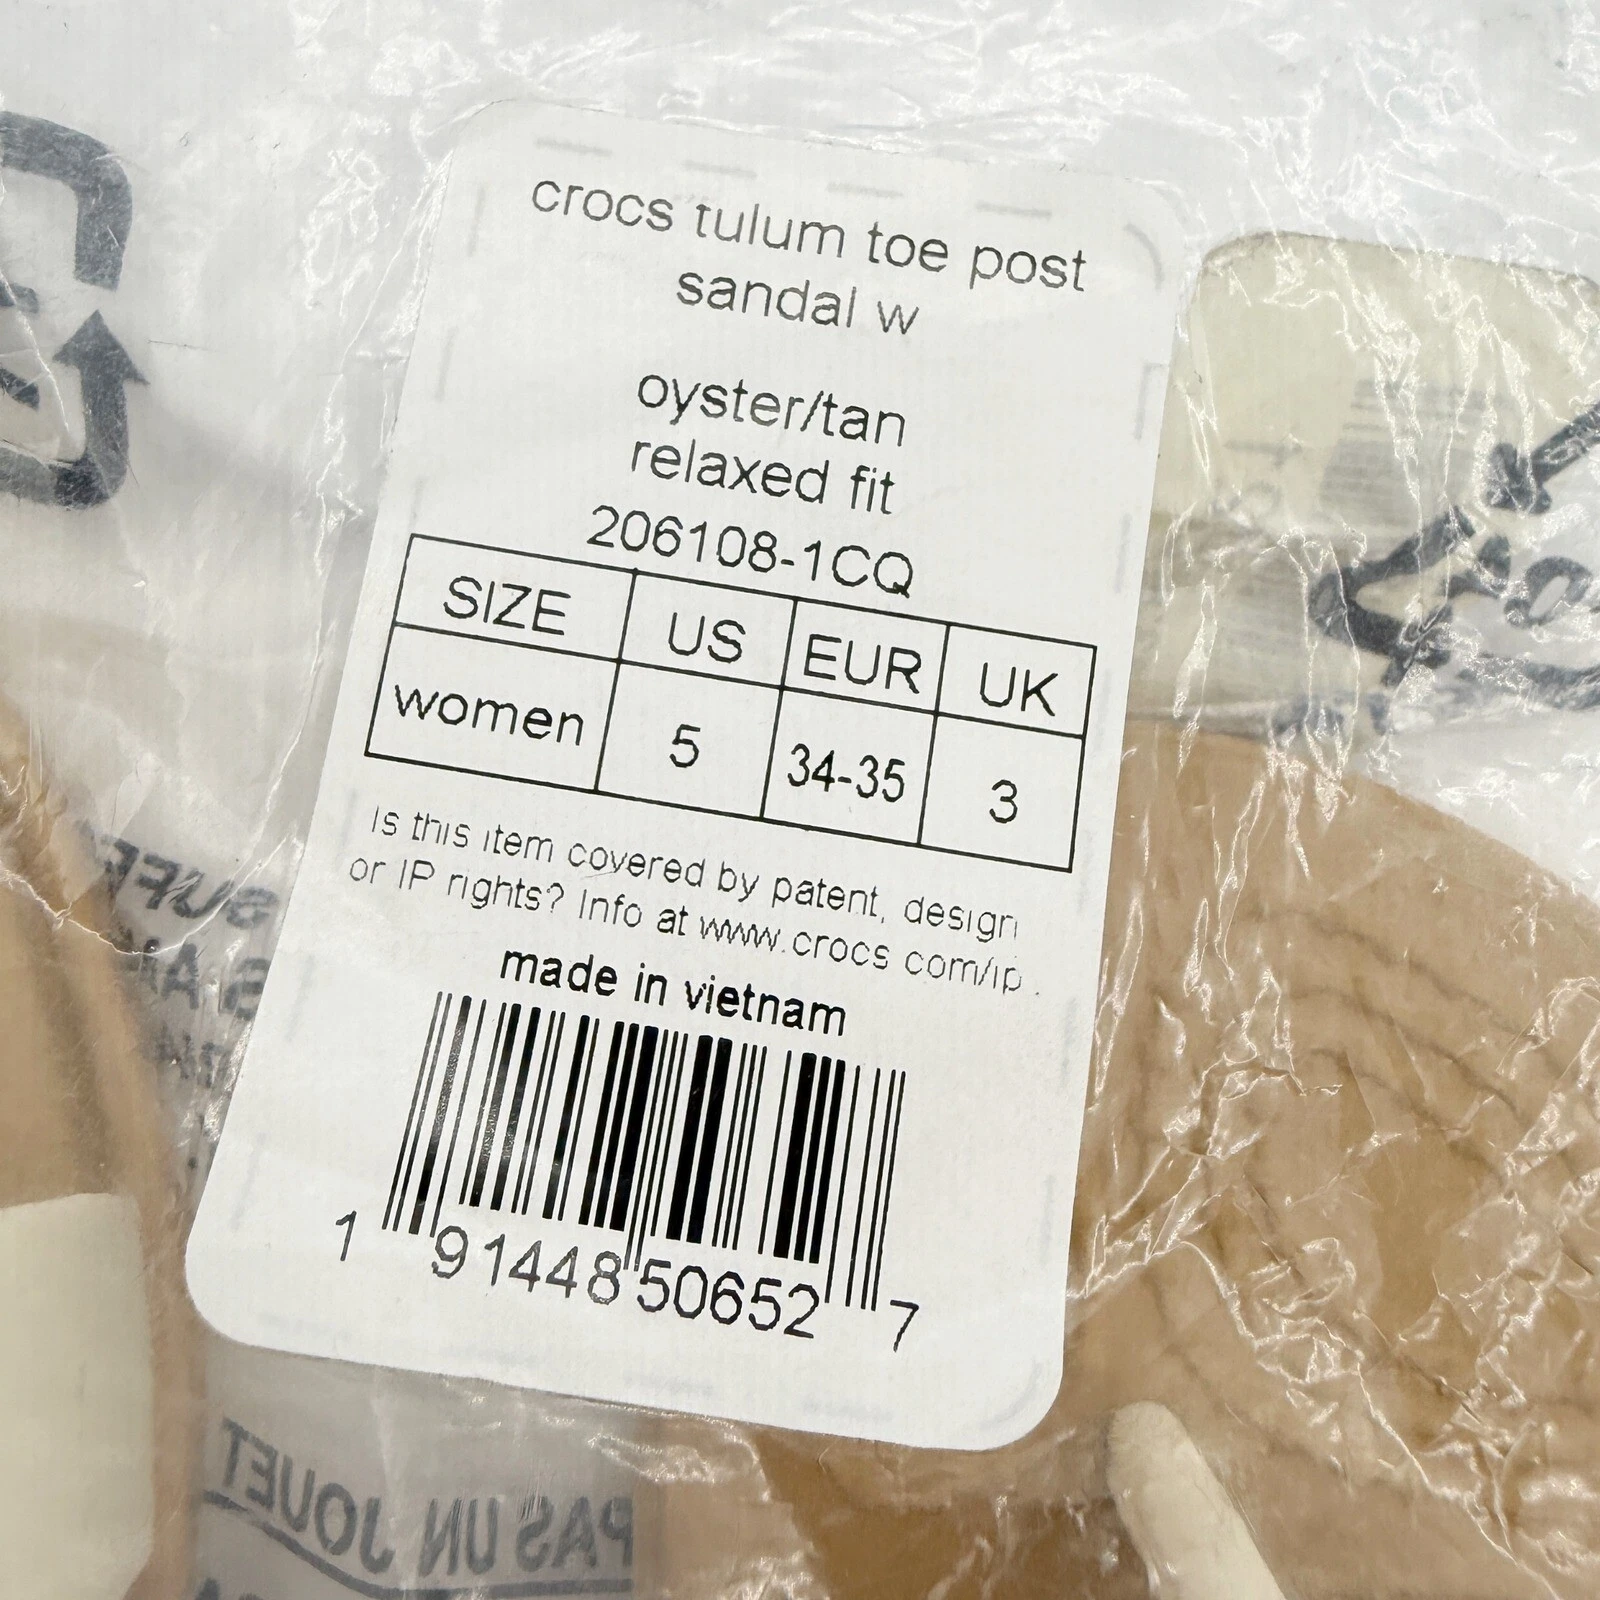 crocs tulum toe post
sandal w
oyster/tan
relaxed fit
206108-1CQ
SIZE US EUR UK
women 5 34-35 3
Is this item covered by patent, design
or IP rights? Info at www.crocs.com/ip.
made in vietnam
1 91448 50652 7
PAS UN JOUET